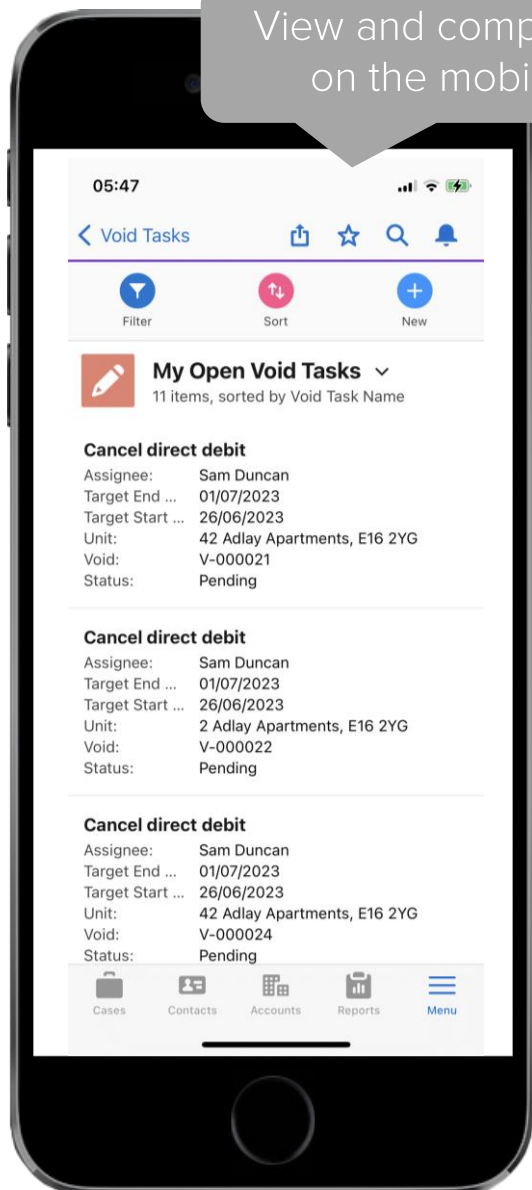 View and comp
on the mobi
05:47
Void Tasks
Filter Sort New
My Open Void Tasks
11 items, sorted by Void Task Name
Cancel direct debit
Assignee: Sam Duncan
Target End ... 01/07/2023
Target Start ... 26/06/2023
Unit: 42 Adlay Apartments, E16 2YG
Void: V-000021
Status: Pending
Cancel direct debit
Assignee: Sam Duncan
Target End ... 01/07/2023
Target Start ... 26/06/2023
Unit: 2 Adlay Apartments, E16 2YG
Void: V-000022
Status: Pending
Cancel direct debit
Assignee: Sam Duncan
Target End ... 01/07/2023
Target Start ... 26/06/2023
Unit: 42 Adlay Apartments, E16 2YG
Void: V-000024
Status: Pending
Cases Contacts Accounts Reports Menu